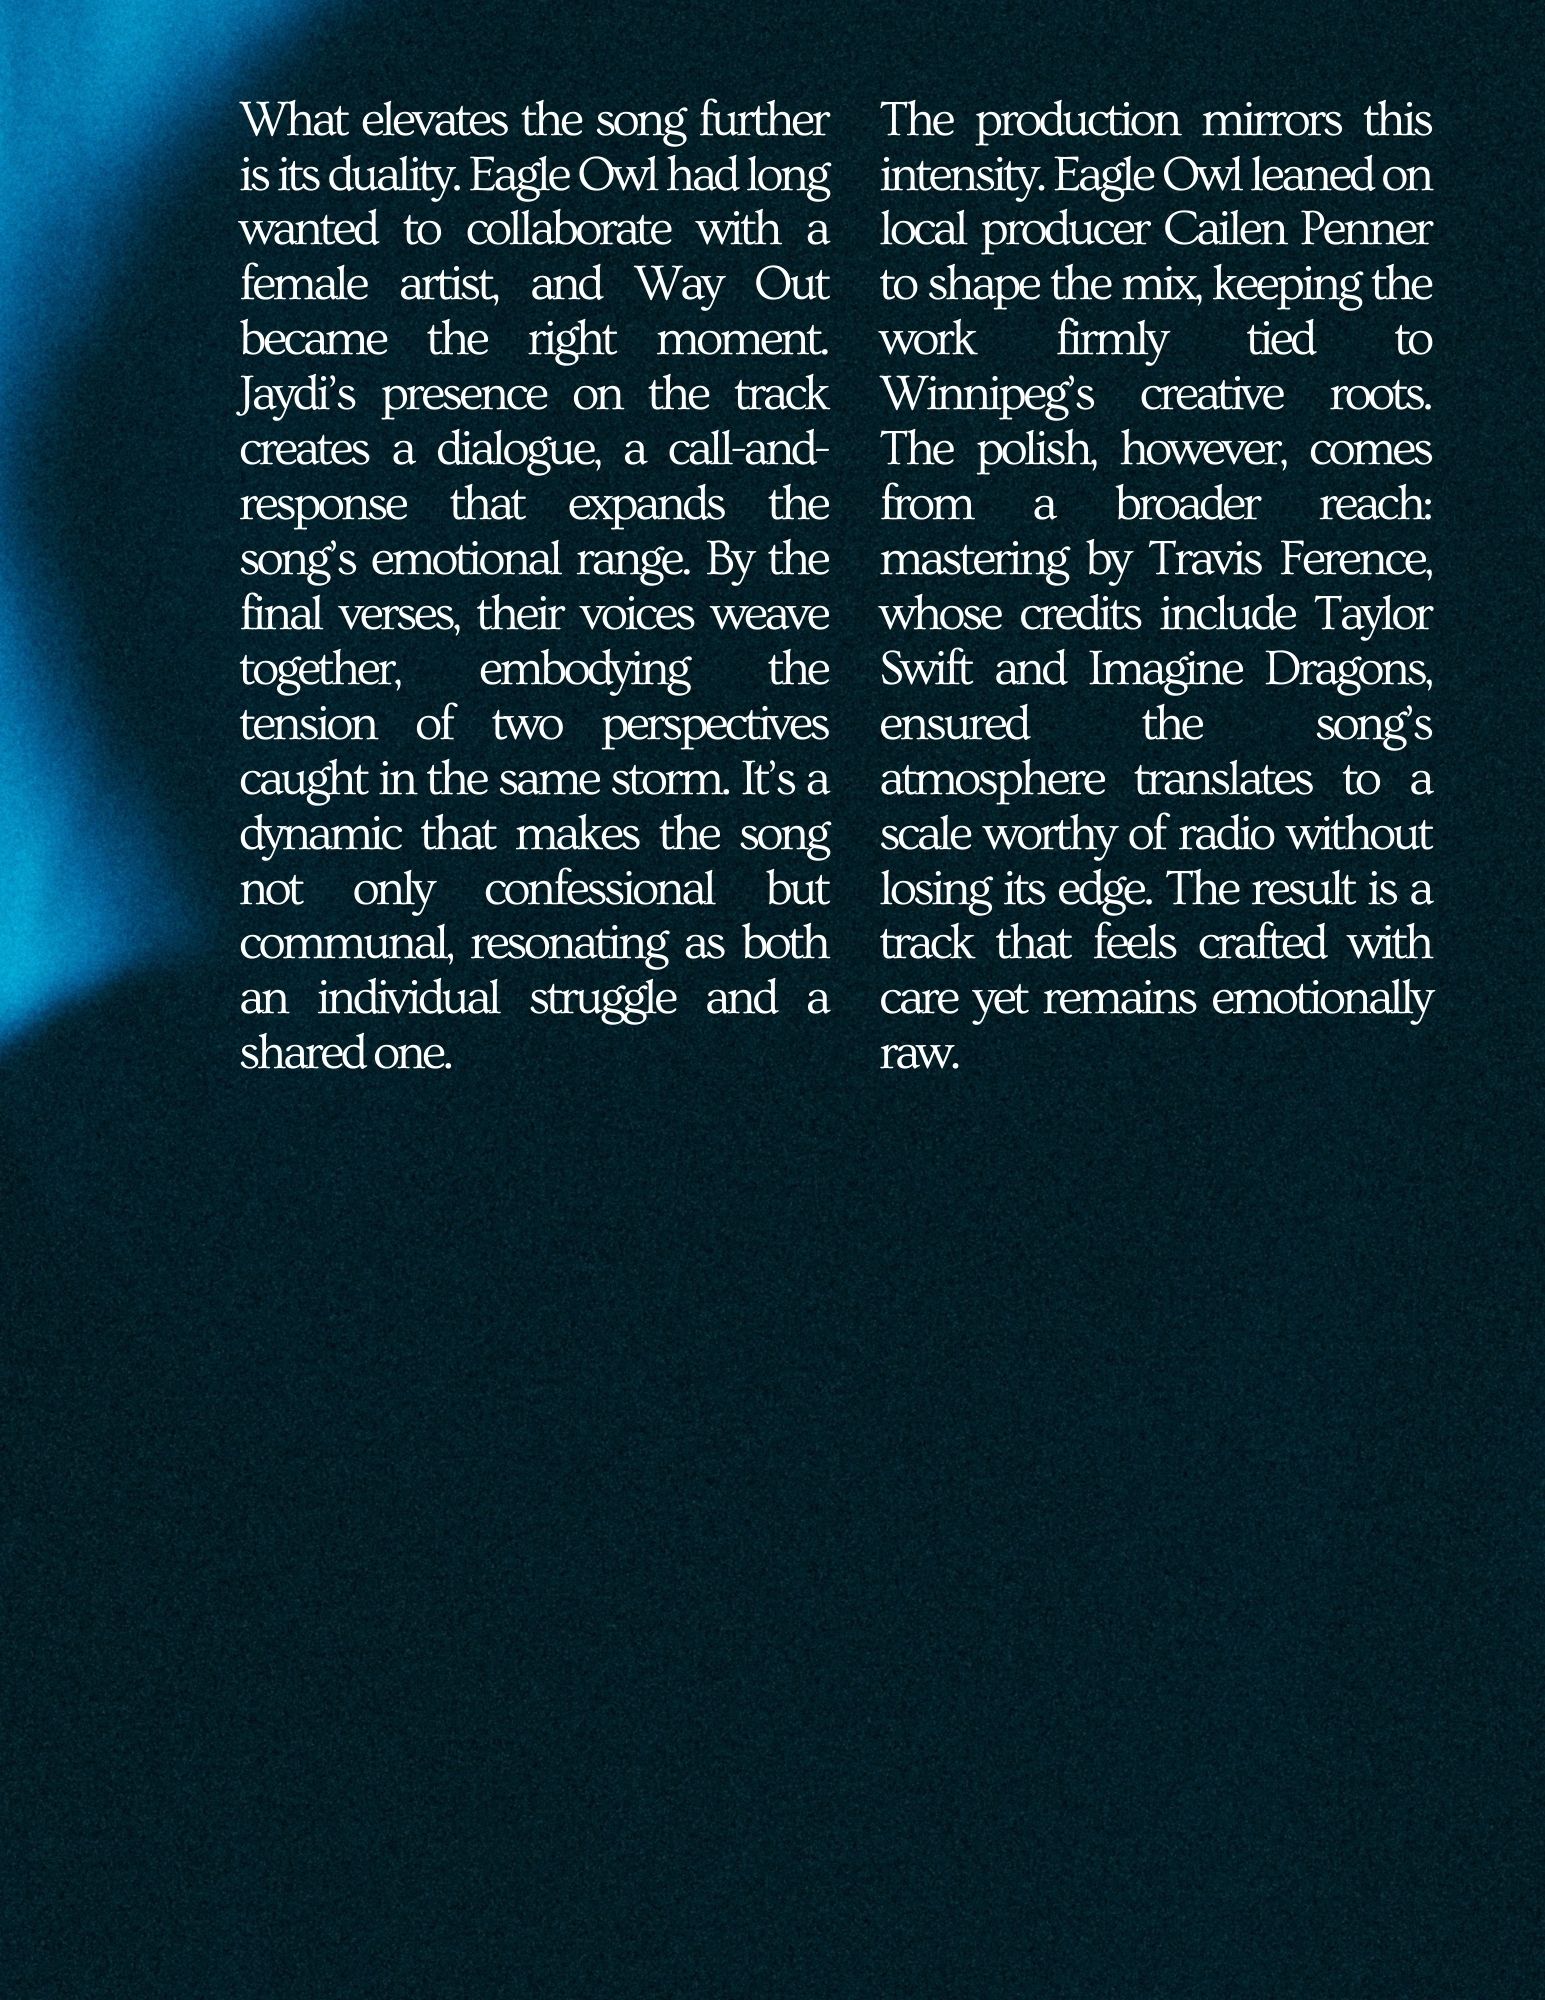 What elevates the song further
is its duality. Eagle Owl had long
wanted to collaborate with a
female artist, and Way Out
became the right moment.
Jaydi’s presence on the track
creates a dialogue, a call-and-
response that expands the
song’s emotional range. By the
final verses, their voices weave
together, embodying the
tension of two perspectives
caught in the same storm. It’s a
dynamic that makes the song
not only confessional but
communal, resonating as both
an individual struggle and a
shared one.
The production mirrors this
intensity. Eagle Owl leaned on
local producer Cailen Penner
to shape the mix, keeping the
work firmly tied to
Winnipeg’s creative roots.
The polish, however, comes
from a broader reach:
mastering by Travis Ference,
whose credits include Taylor
Swift and Imagine Dragons,
ensured the song’s
atmosphere translates to a
scale worthy of radio without
losing its edge. The result is a
track that feels crafted with
care yet remains emotionally
raw.